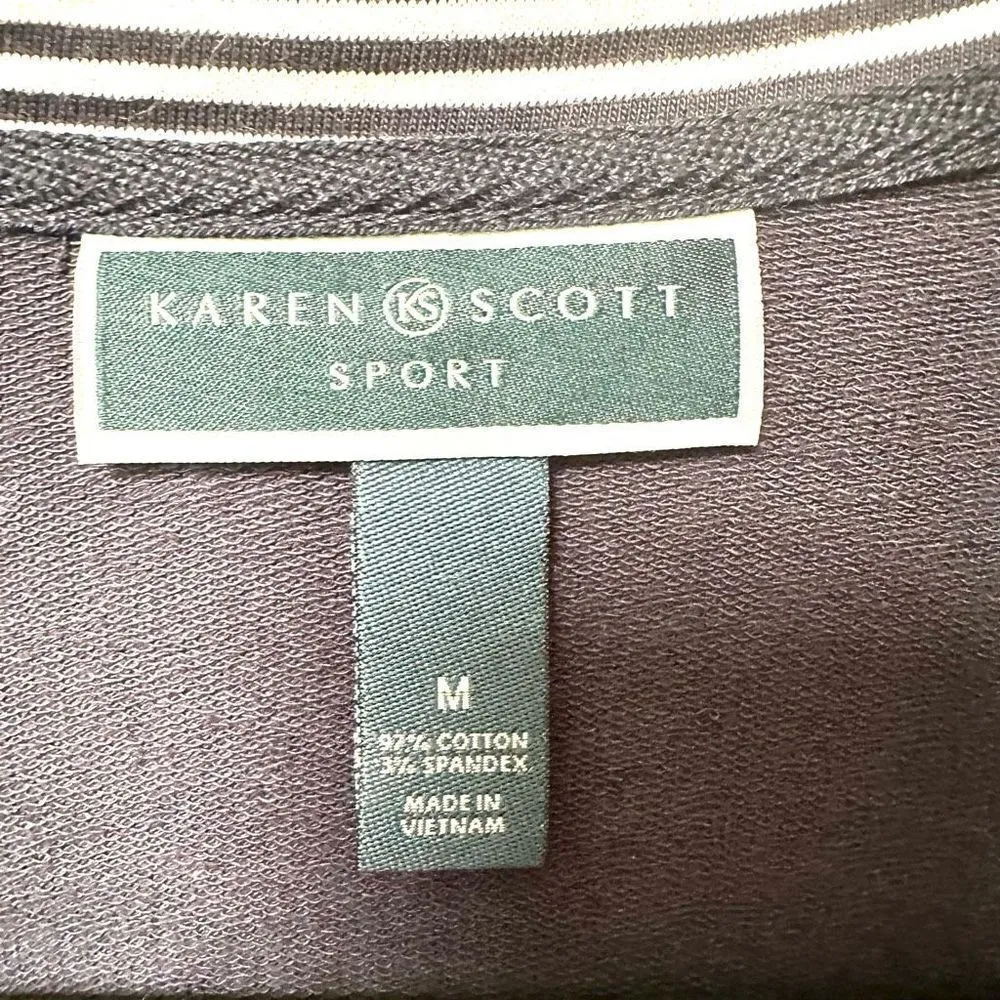 KAREN KS SCOTT
SPORT
M
97% COTTON
3% SPANDEX
MADE IN
VIETNAM